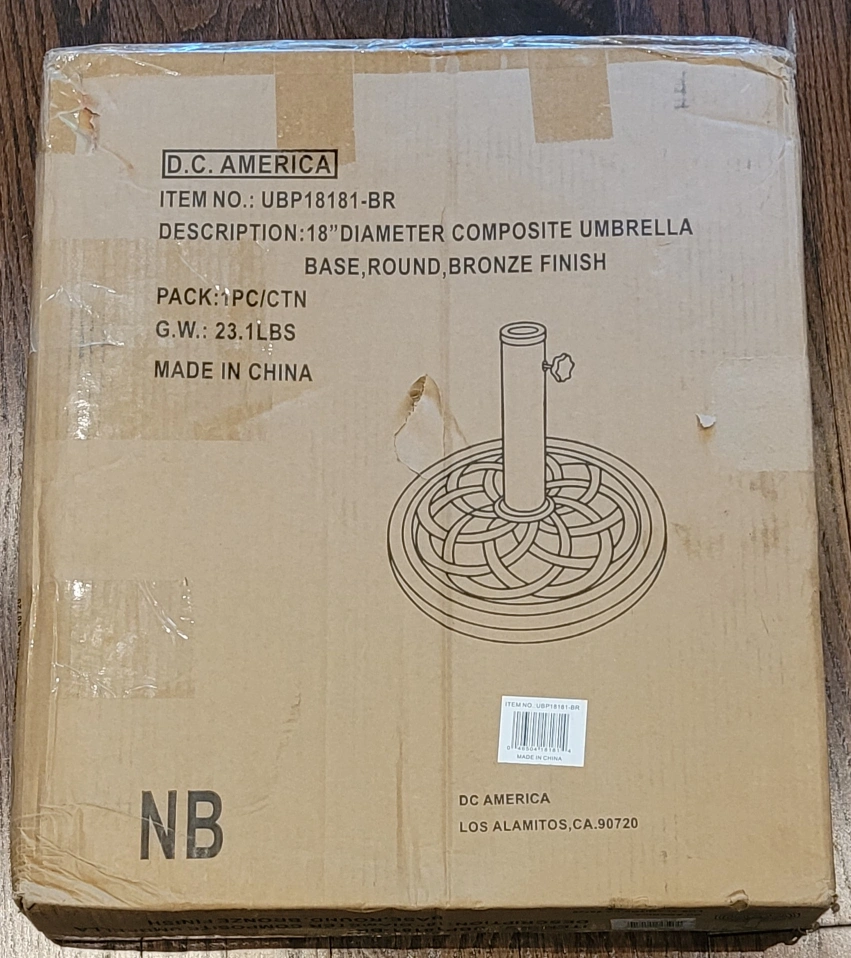 D.C. AMERICA
ITEM NO.: UBP18181-BR
DESCRIPTION:18”DIAMETER COMPOSITE UMBRELLA
BASE,ROUND,BRONZE FINISH
PACK:1PC/CTN
G.W.: 23.1LBS
MADE IN CHINA
ITEM NO.: UBP18181-BR
MADE IN CHINA
NB
DC AMERICA
LOS ALAMITOS,CA.90720